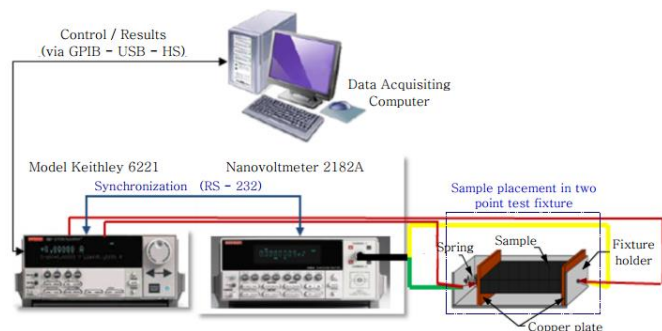 Control / Results
(via GPIB - USB - HS)
Data Acquisiting
Computer
Model Keithley 6221
Nanovoltmeter 2182A
Synchronization (RS - 232)
Sample placement in two
point test fixture
Spring
Sample
Fixture
holder
Copper plate